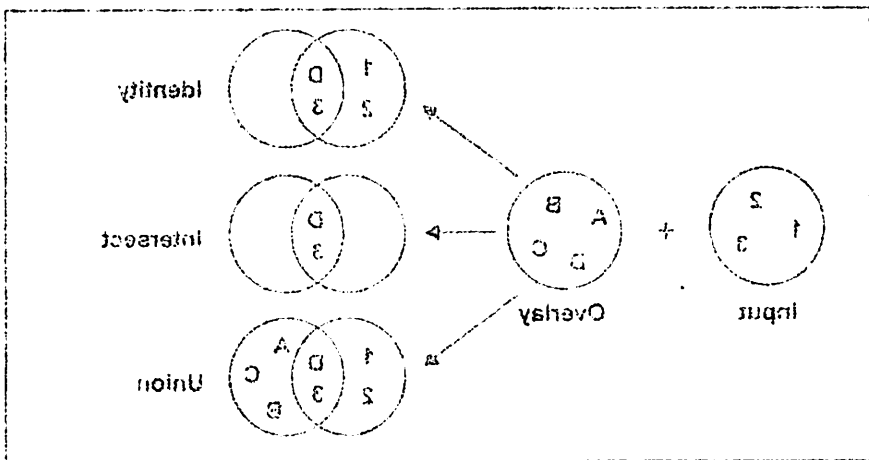 1 2 D 3 Identity
2 1 3 + A B C D D 3 Intersect
Input Overlay
1 2 D 3 A C B Union